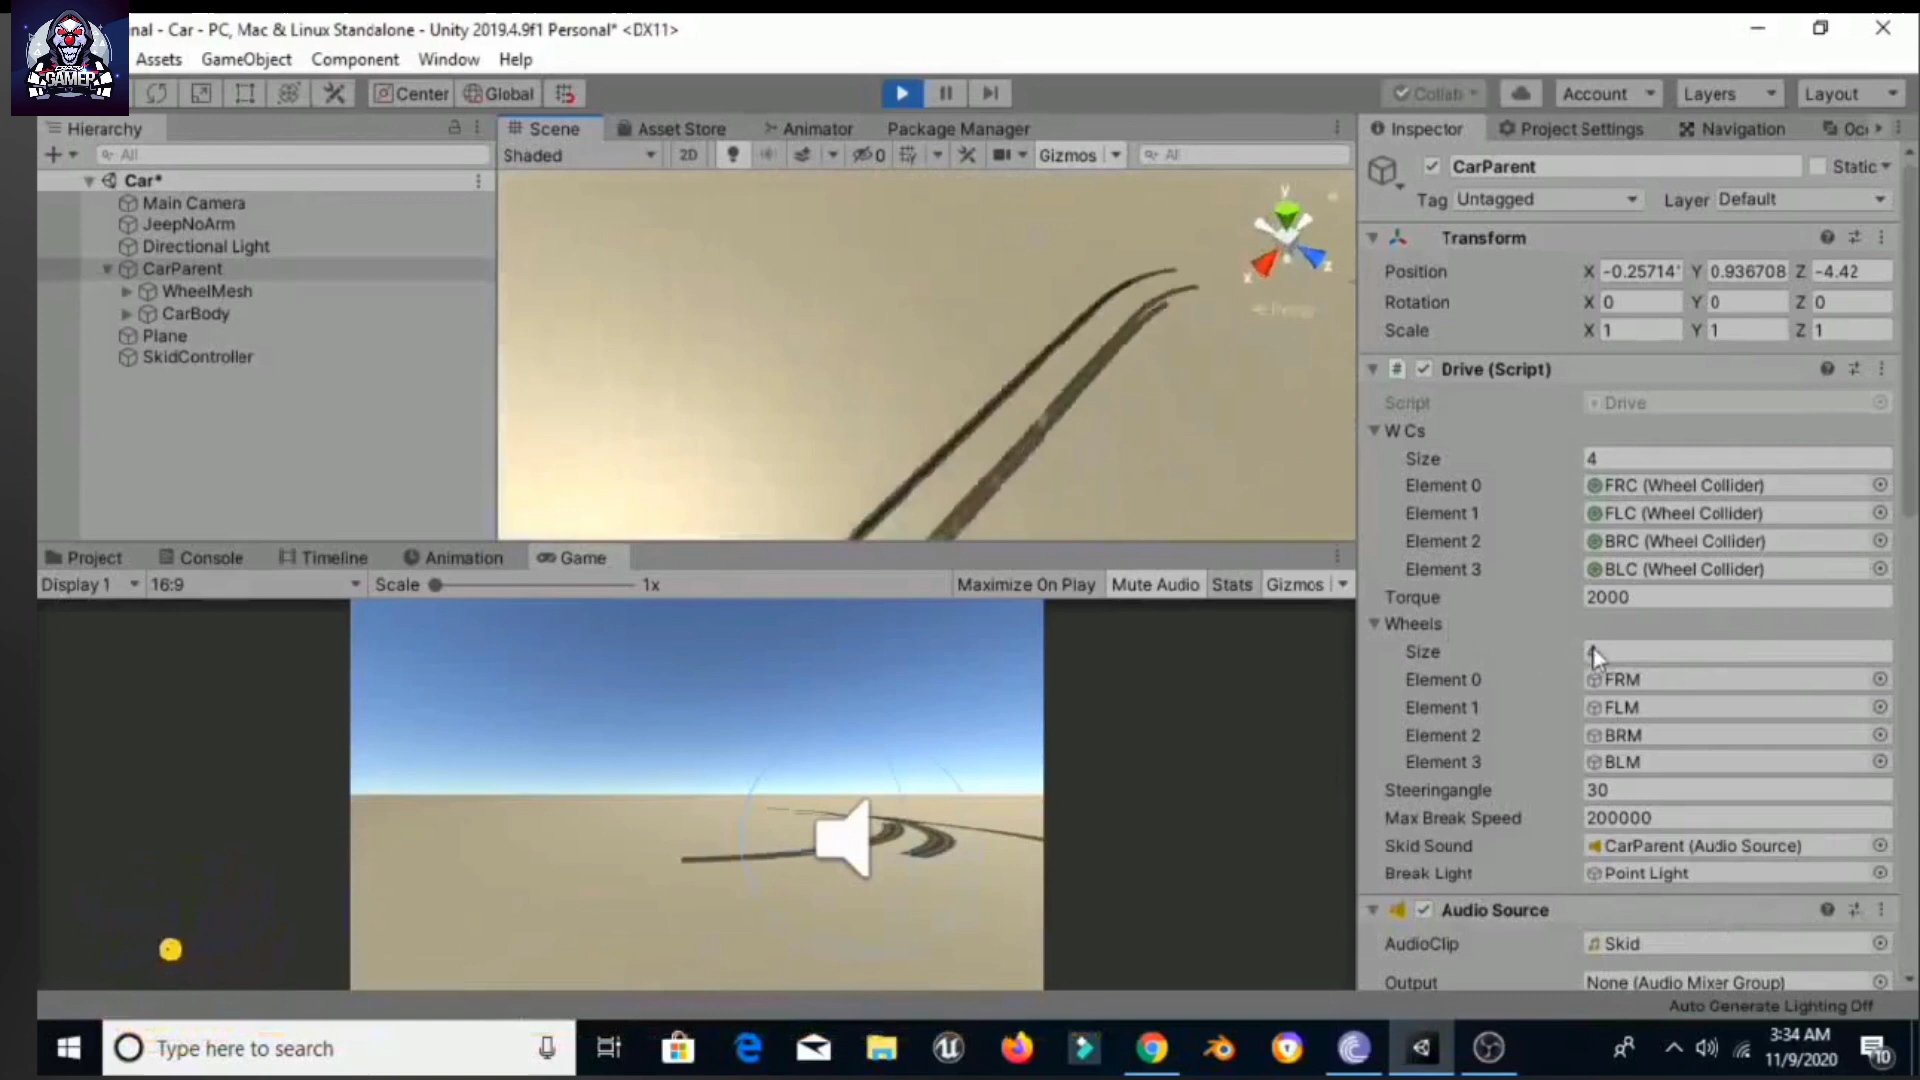 GAMER
nal - Car - PC, Mac & Linux Standalone - Unity 2019.4.9f1 Personal* <DX11>
Assets GameObject Component Window Help
Center Global Collab Account Layers Layout
Hierarchy
All
Car*
Main Camera
JeepNoArm
Directional Light
CarParent
WheelMesh
CarBody
Plane
SkidController
Scene Asset Store Animator Package Manager
Shaded 2D 0 Gizmos All
y
x
z
Persp
Project Console Timeline Animation Game
Display 1 16:9 Scale 1x Maximize On Play Mute Audio Stats Gizmos
Inspector Project Settings Navigation Occ
CarParent Static
Tag Untagged Layer Default
Transform
Position X -0.25714 Y 0.936708 Z -4.42
Rotation X 0 Y 0 Z 0
Scale X 1 Y 1 Z 1
# Drive (Script)
Script Drive
W Cs
Size 4
Element 0 FRC (Wheel Collider)
Element 1 FLC (Wheel Collider)
Element 2 BRC (Wheel Collider)
Element 3 BLC (Wheel Collider)
Torque 2000
Wheels
Size 4
Element 0 FRM
Element 1 FLM
Element 2 BRM
Element 3 BLM
Steeringangle 30
Max Break Speed 200000
Skid Sound CarParent (Audio Source)
Break Light Point Light
Audio Source
AudioClip Skid
Output None (Audio Mixer Group)
Auto Generate Lighting Off
Type here to search
3:34 AM
11/9/2020
10